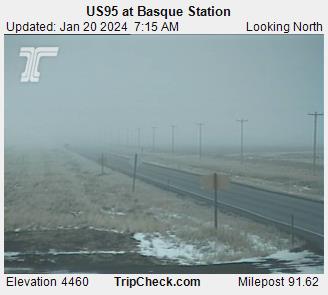 US95 at Basque Station
Updated: Jan 20 2024 7:15 AM Looking North
Elevation 4460 TripCheck.com Milepost 91.62